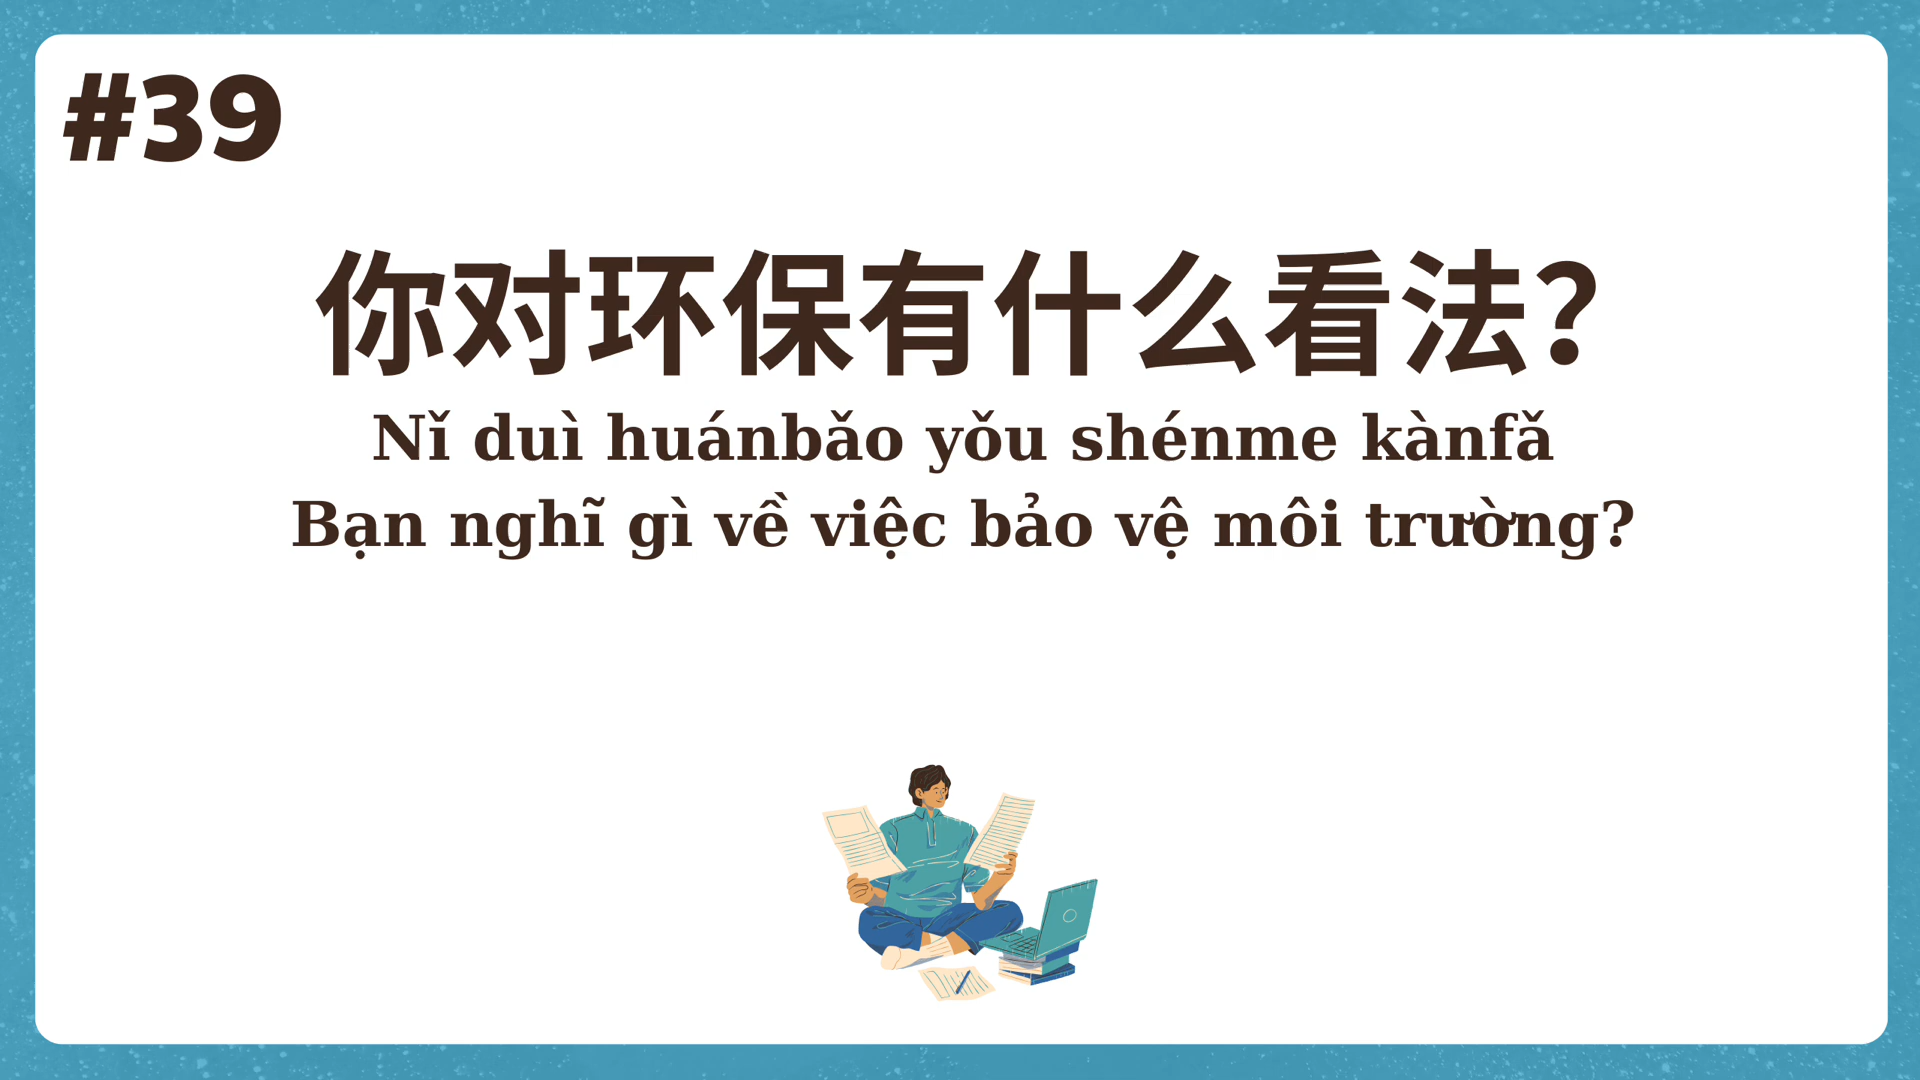 #39
你对环保有什么看法？
Nǐ duì huánbǎo yǒu shénme kànfǎ
Bạn nghĩ gì về việc bảo vệ môi trường?